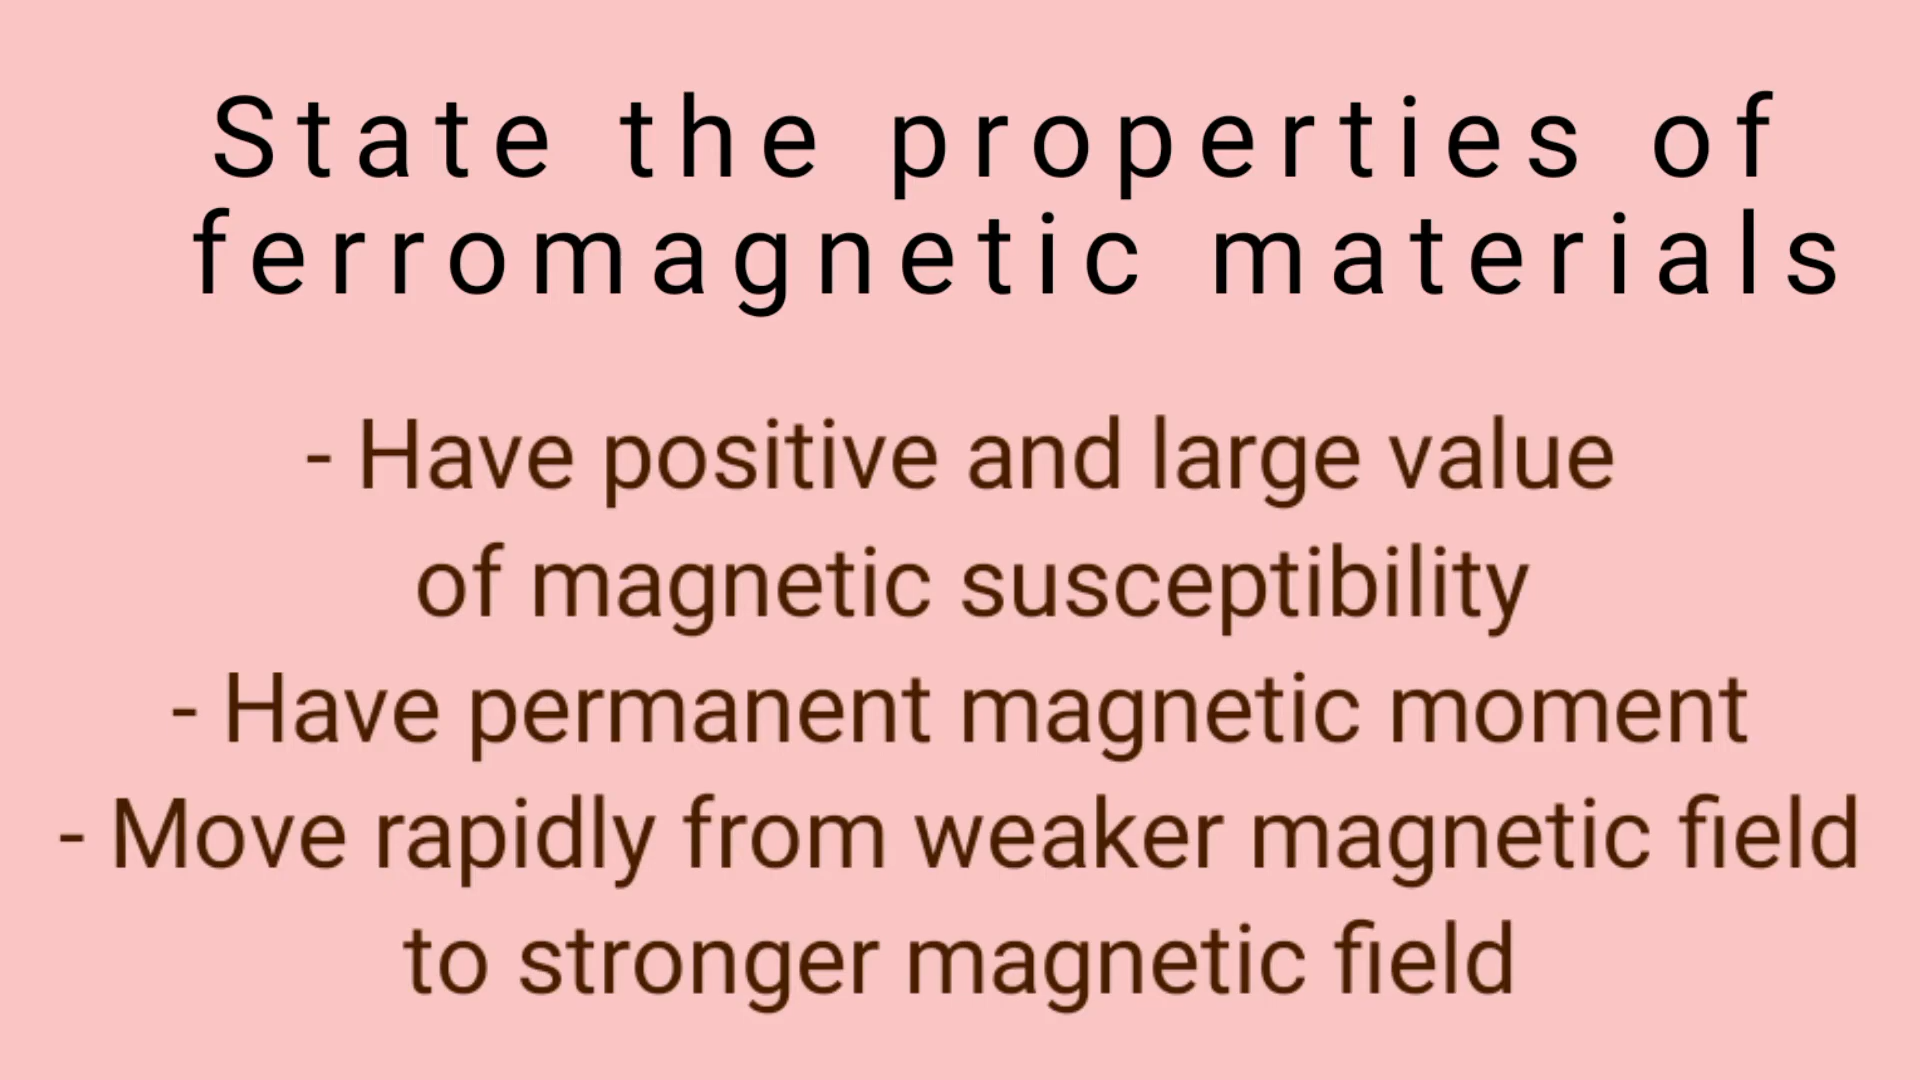 State the properties of
ferromagnetic materials
- Have positive and large value
of magnetic susceptibility
- Have permanent magnetic moment
- Move rapidly from weaker magnetic field
to stronger magnetic field